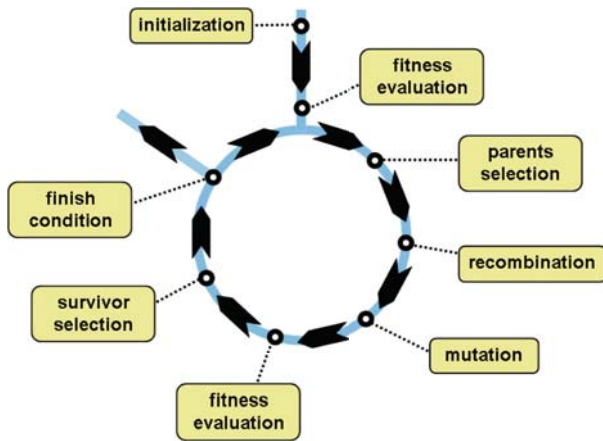 initialization
fitness
evaluation
parents
selection
recombination
mutation
fitness
evaluation
survivor
selection
finish
condition